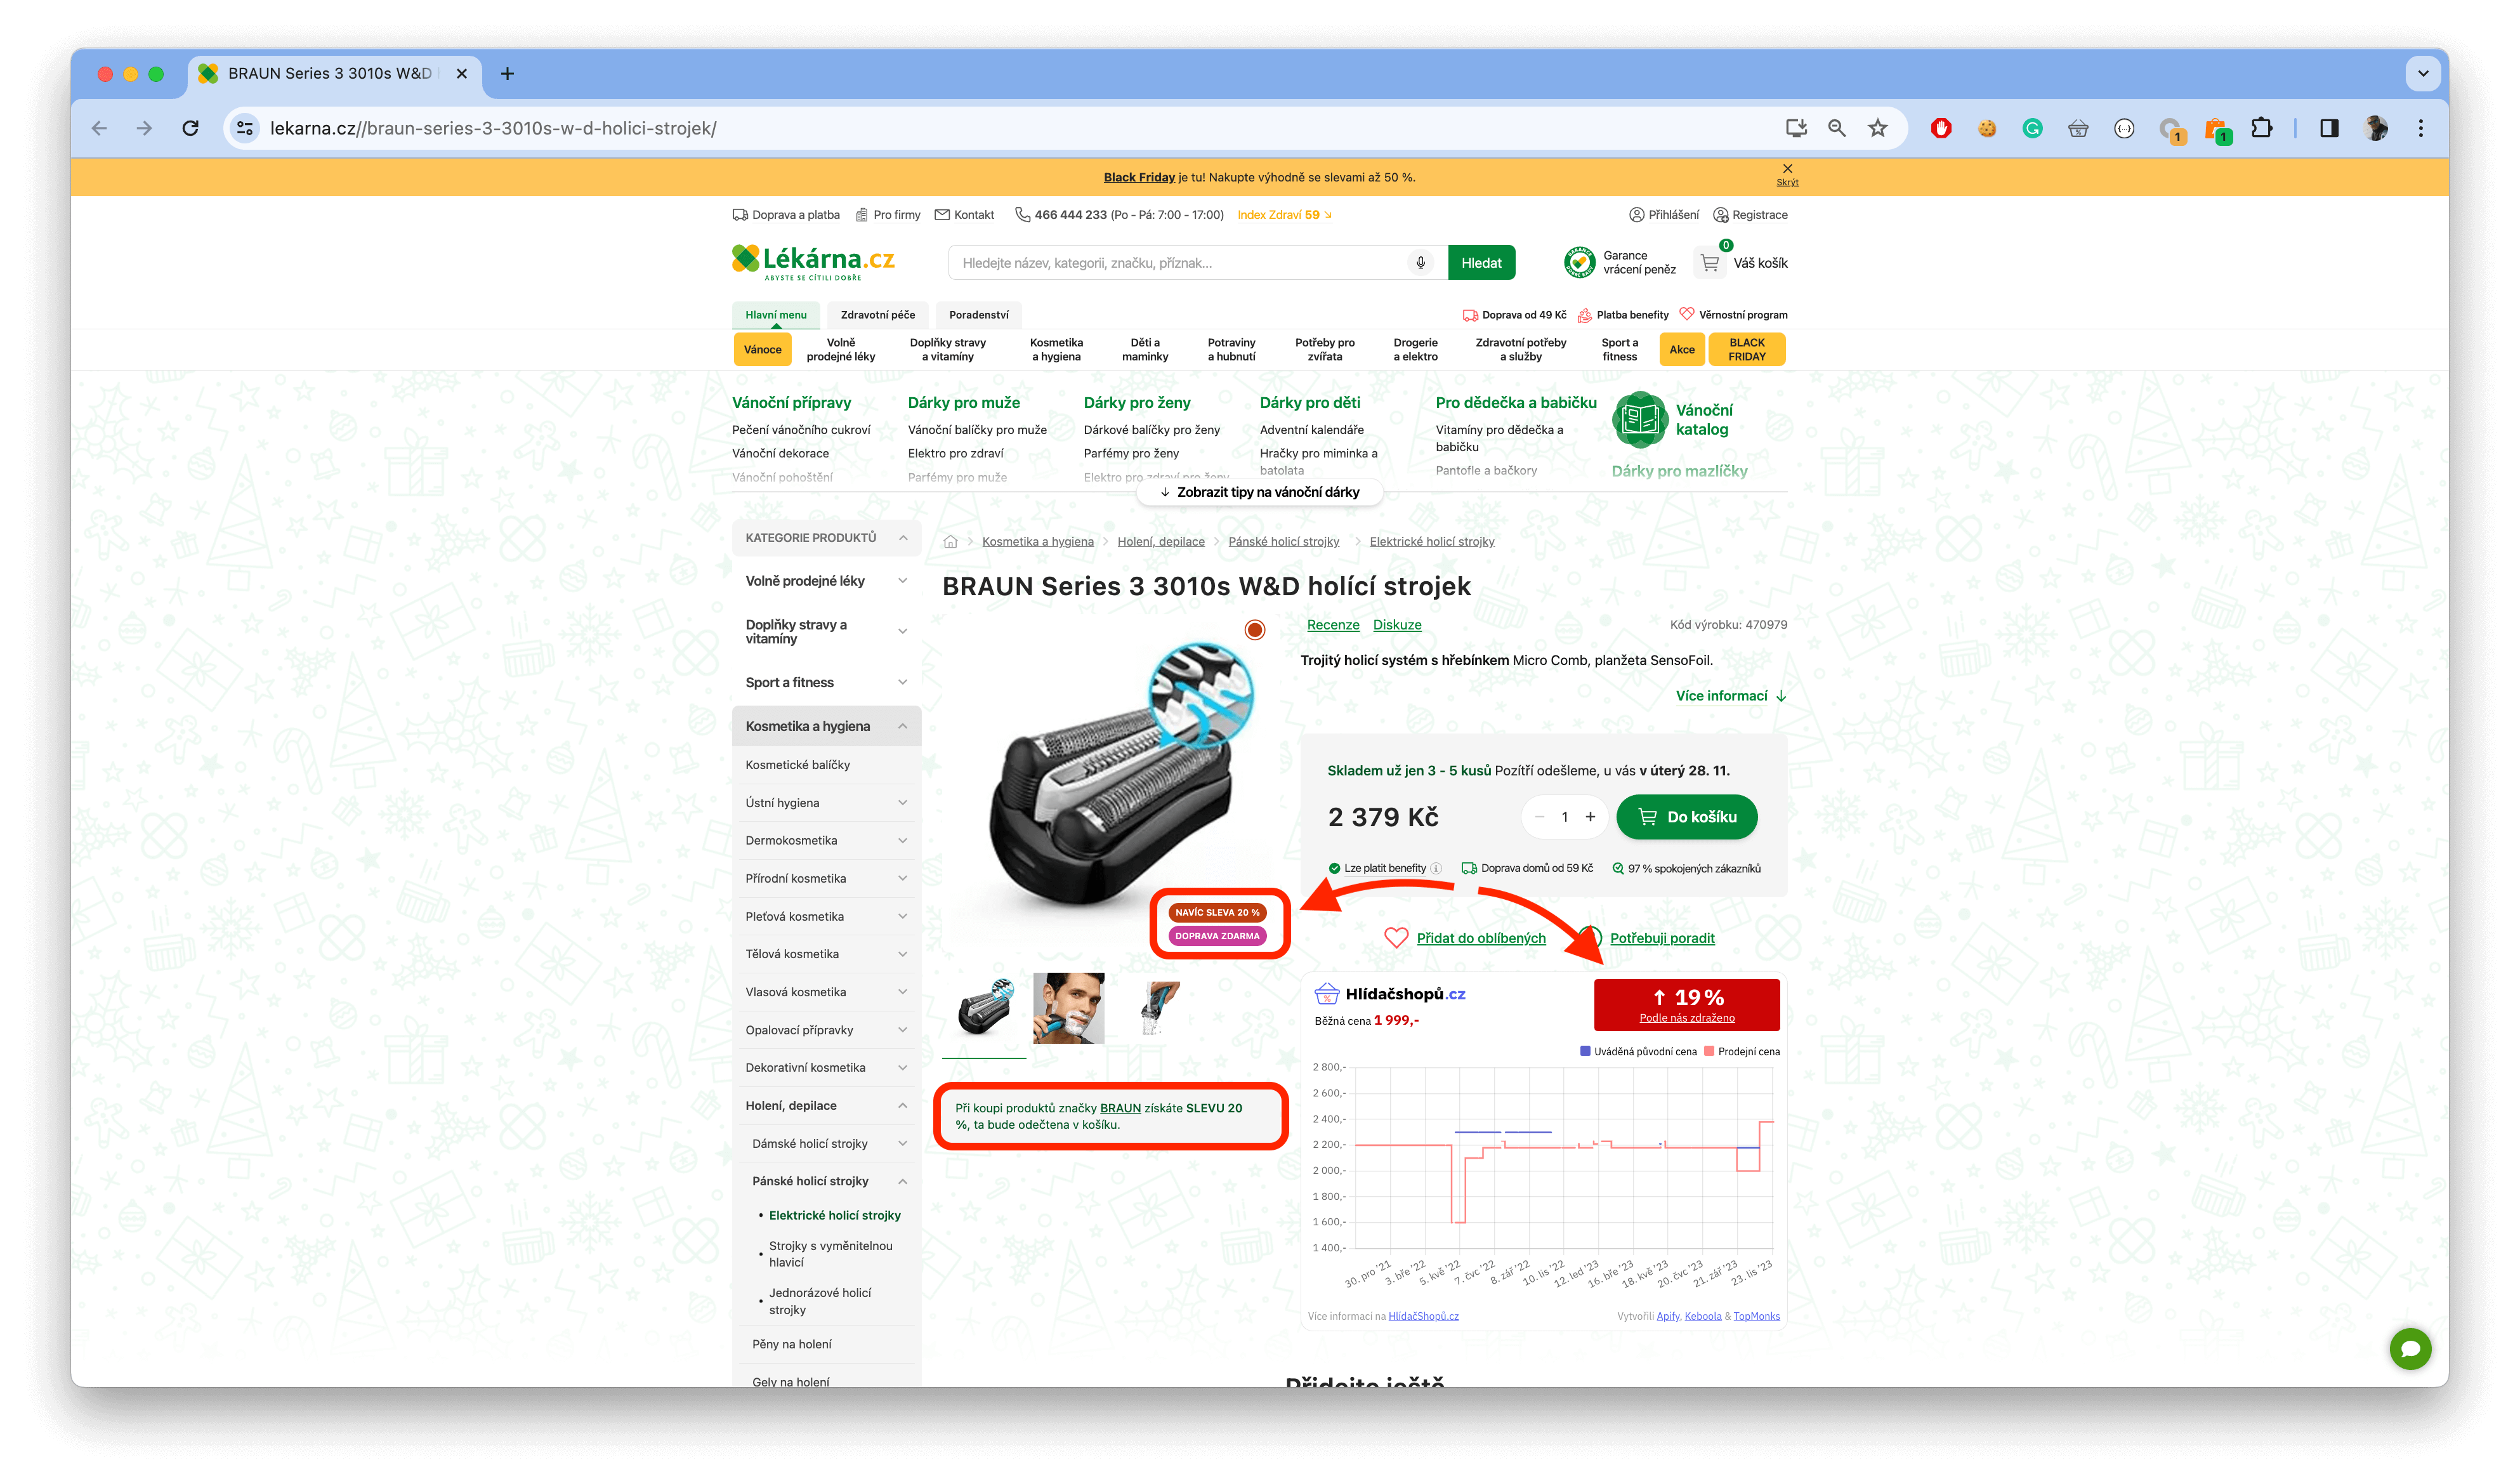 BRAUN Series 3 3010s W&D
lekarna.cz//braun-series-3-3010s-w-d-holici-strojek/
1
1
Black Friday je tu! Nakupte výhodně se slevami až 50 %.
Skrýt
Doprava a platba
Pro firmy
Kontakt
466 444 233 (Po - Pá: 7:00 - 17:00)
Index Zdraví 59
Přihlášení
Registrace
Lékárna.cz
ABYSTE SE CÍTILI DOBŘE
Hledejte název, kategorii, značku, příznak...
Hledat
Garance
vrácení peněz
0
Váš košík
Hlavní menu
Zdravotní péče
Poradenství
Doprava od 49 Kč
Platba benefity
Věrnostní program
Vánoce
Volně
prodejné léky
Doplňky stravy
a vitamíny
Kosmetika
a hygiena
Děti a
maminky
Potraviny
a hubnutí
Potřeby pro
zvířata
Drogerie
a elektro
Zdravotní potřeby
a služby
Sport a
fitness
Akce
BLACK
FRIDAY
Vánoční přípravy
Pečení vánočního cukroví
Vánoční dekorace
Vánoční pohoštění
Dárky pro muže
Vánoční balíčky pro muže
Elektro pro zdraví
Parfémy pro muže
Dárky pro ženy
Dárkové balíčky pro ženy
Parfémy pro ženy
Elektro pro zdraví pro ženy
Dárky pro děti
Adventní kalendáře
Hračky pro miminka a
batolata
Pro dědečka a babičku
Vitamíny pro dědečka a
babičku
Pantofle a bačkory
Vánoční
katalog
Dárky pro mazlíčky
Zobrazit tipy na vánoční dárky
KATEGORIE PRODUKTŮ
Volně prodejné léky
Doplňky stravy a
vitamíny
Sport a fitness
Kosmetika a hygiena
Kosmetické balíčky
Ústní hygiena
Dermokosmetika
Přírodní kosmetika
Pleťová kosmetika
Tělová kosmetika
Vlasová kosmetika
Opalovací přípravky
Dekorativní kosmetika
Holení, depilace
Dámské holicí strojky
Pánské holicí strojky
Elektrické holicí strojky
Strojky s vyměnitelnou
hlavicí
Jednorázové holicí
strojky
Pěny na holení
Gely na holení
Kosmetika a hygiena
Holení, depilace
Pánské holicí strojky
Elektrické holicí strojky
BRAUN Series 3 3010s W&D holící strojek
Recenze
Diskuze
Kód výrobku: 470979
Trojitý holicí systém s hřebínkem Micro Comb, planžeta SensoFoil.
Více informací
Skladem už jen 3 - 5 kusů Pozítří odešleme, u vás v úterý 28. 11.
2 379 Kč
1
Do košíku
Lze platit benefity
Doprava domů od 59 Kč
97 % spokojených zákazníků
NAVÍC SLEVA 20 %
DOPRAVA ZDARMA
Přidat do oblíbených
Potřebuji poradit
Při koupi produktů značky BRAUN získáte SLEVU 20
%, ta bude odečtena v košíku.
Hlídačshopů.cz
Běžná cena 1 999,-
↑ 19 %
Podle nás zdraženo
Uváděná původní cena
Prodejní cena
2 800,-
2 600,-
2 400,-
2 200,-
2 000,-
1 800,-
1 600,-
1 400,-
30. pro '21
3. bře '22
5. kvě '22
7. čvc '22
8. zář '22
10. lis '22
12. led '23
16. bře '23
18. kvě '23
20. čvc '23
21. zář '23
23. lis '23
Více informací na HlídačShopů.cz
Vytvořili Apify, Keboola & TopMonks
Přidejte ještě